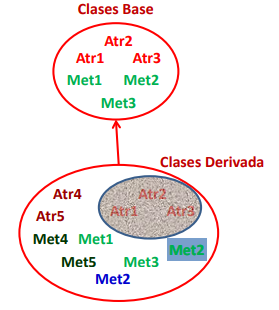 Clases Base
Atr2
Atr1 Atr3
Met1 Met2
Met3
Clases Derivada
Atr4 Atr2
Atr5 Atr1 Atr3
Met4 Met1 Met2
Met5 Met3
Met2